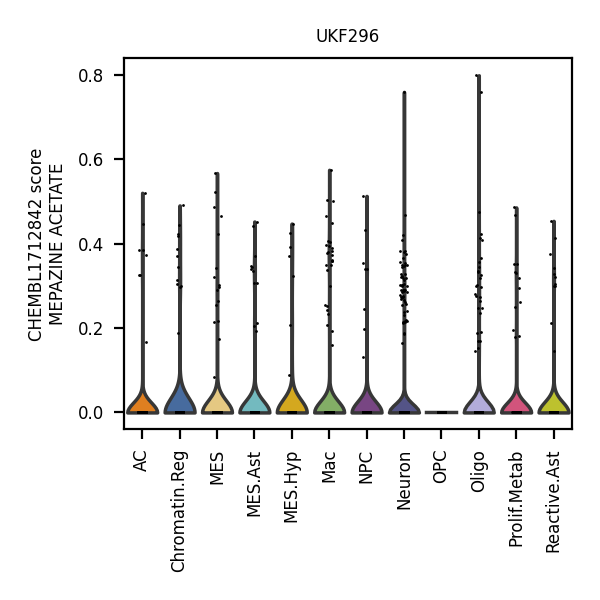 UKF296
CHEMBL1712842 score
MEPAZINE ACETATE
0.8
0.6
0.4
0.2
0.0
AC
Chromatin.Reg
MES
MES.Ast
MES.Hyp
Mac
NPC
Neuron
OPC
Oligo
Prolif.Metab
Reactive.Ast